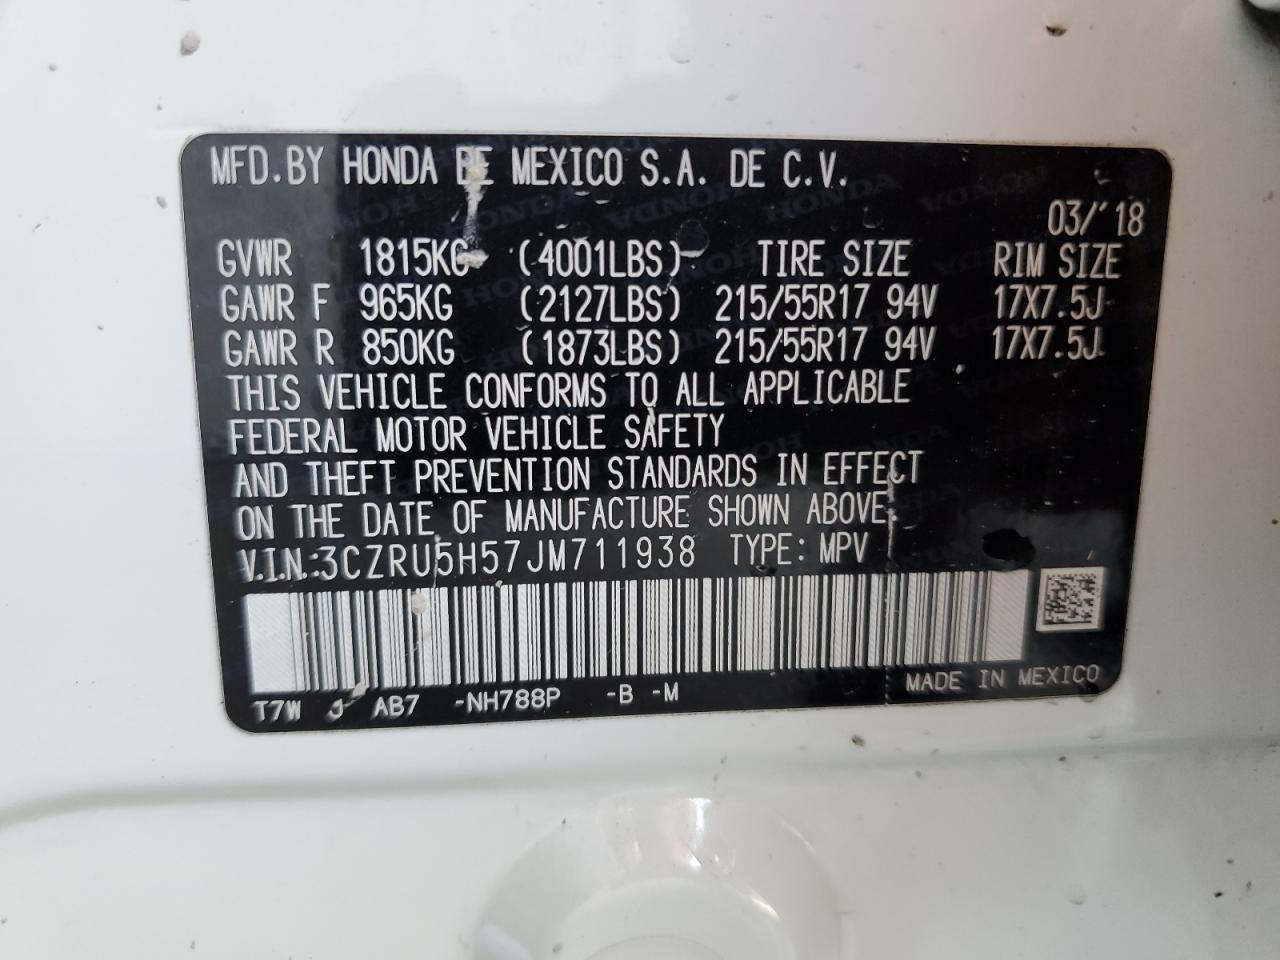 MFD.BY HONDA DE MEXICO S.A. DE C.V.
03/'18
GVWR 1815KG (4001LBS) TIRE SIZE RIM SIZE
GAWR F 965KG (2127LBS) 215/55R17 94V 17X7.5J
GAWR R 850KG (1873LBS) 215/55R17 94V 17X7.5J
THIS VEHICLE CONFORMS TO ALL APPLICABLE
FEDERAL MOTOR VEHICLE SAFETY
AND THEFT PREVENTION STANDARDS IN EFFECT
ON THE DATE OF MANUFACTURE SHOWN ABOVE.
V.I.N.:3CZRU5H57JM711938 TYPE: MPV
T7W J AB7 -NH788P -B -M MADE IN MEXICO